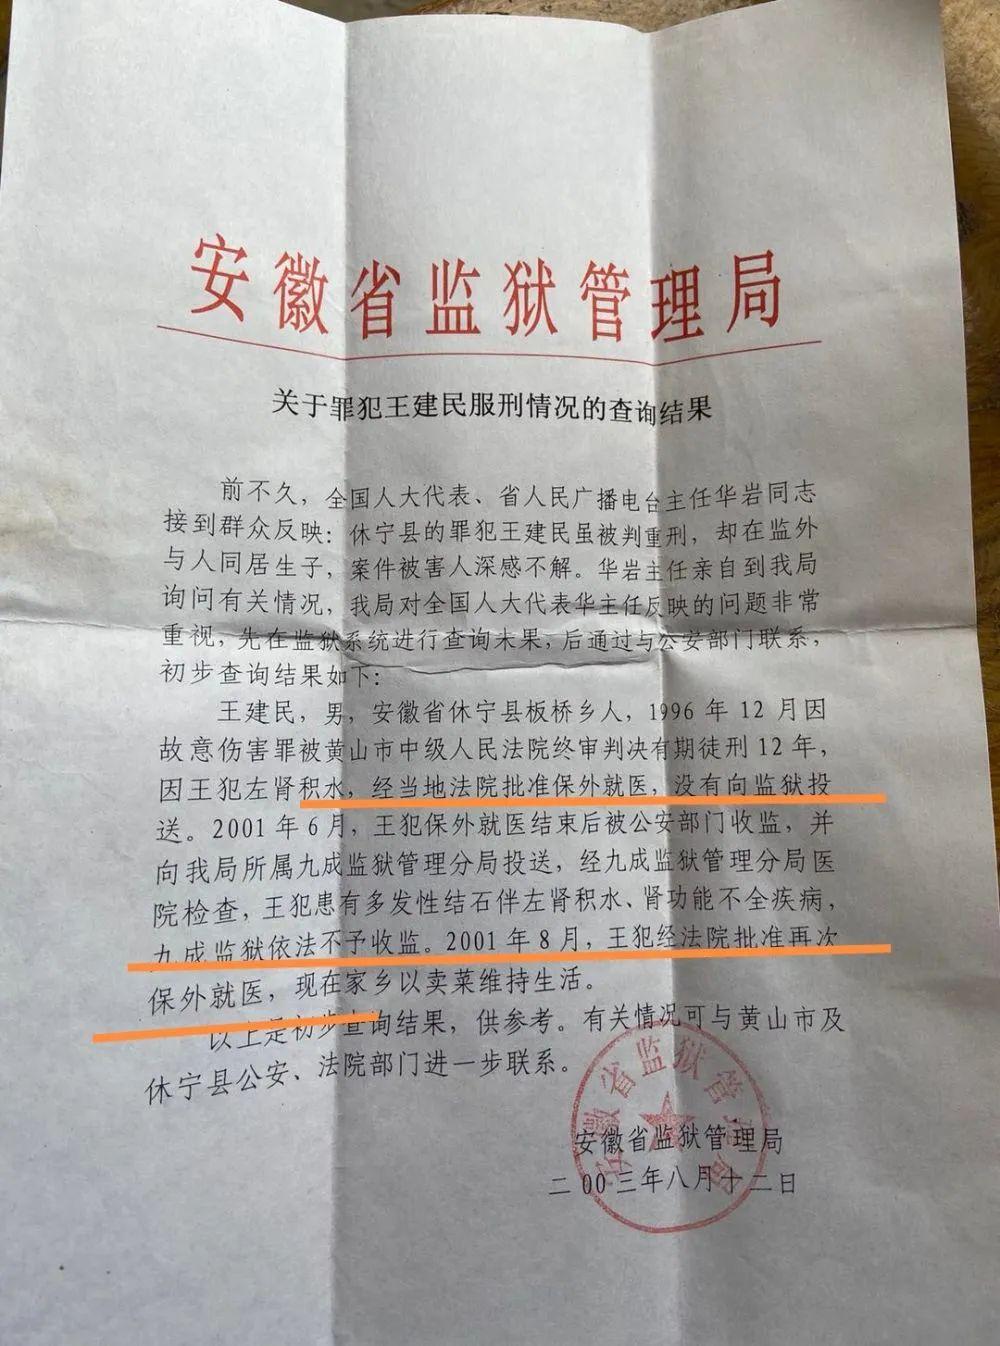 安徽省监狱管理局
关于罪犯王建民服刑情况的查询结果
前不久，全国人大代表、省人民广播电台主任华岩同志
接到群众反映：休宁县的罪犯王建民虽被判重刑，却在监外
与人同居生子，案件被害人深感不解。华岩主任亲自到我局
询问有关情况，我局对全国人大代表华主任反映的问题非常
重视，先在监狱系统进行查询未果，后通过与公安部门联系，
初步查询结果如下：
王建民，男，安徽省休宁县板桥乡人，1996年12月因
故意伤害罪被黄山市中级人民法院终审判决有期徒刑12年，
因王犯左肾积水，经当地法院批准保外就医，没有向监狱投
送。2001年6月，王犯保外就医结束后被公安部门收监，并
向我局所属九成监狱管理分局投送，经九成监狱管理分局医
院检查，王犯患有多发性结石伴左肾积水、肾功能不全疾病，
九成监狱依法不予收监。2001年8月，王犯经法院批准再次
保外就医，现在家乡以卖菜维持生活。
以上是初步查询结果，供参考。有关情况可与黄山市及
休宁县公安、法院部门进一步联系。
安徽省监狱管理局
安徽省监狱管理局
二00三年八月十二日